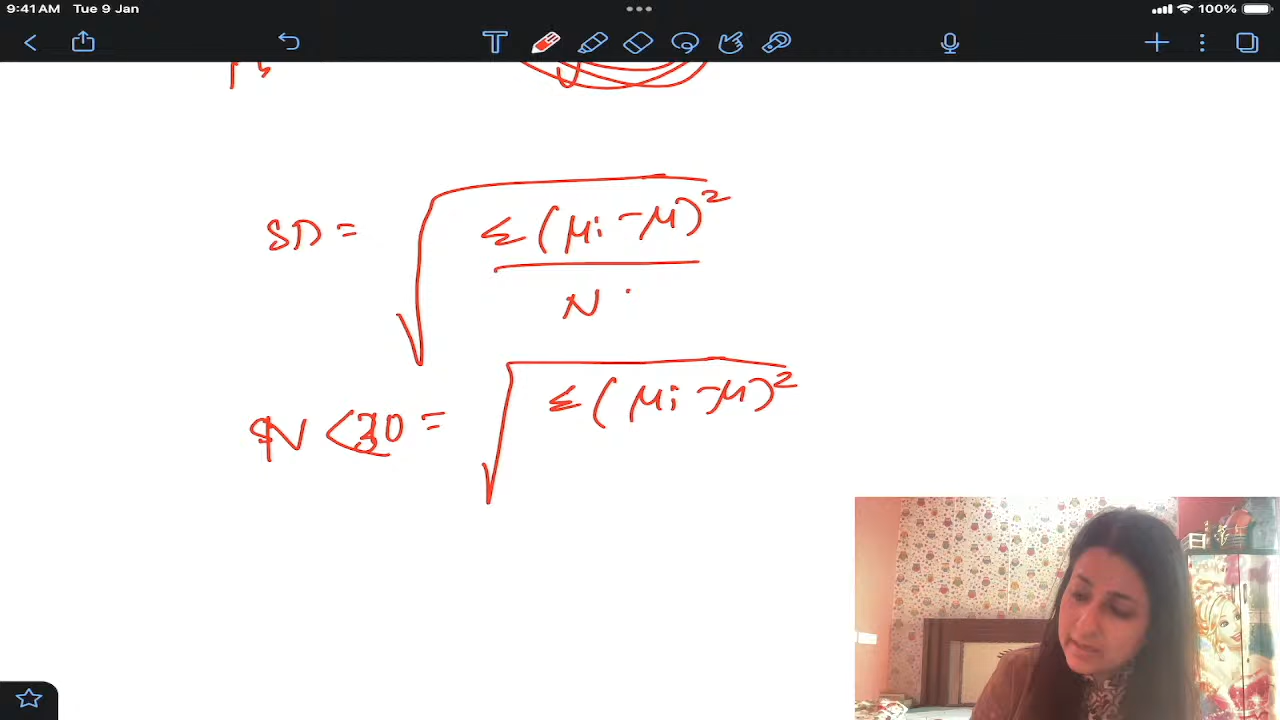 9:41 AM Tue 9 Jan
100%
T
SD = √ Σ (μi - μ)²
N
N < 30 = √ Σ (μi - μ)²